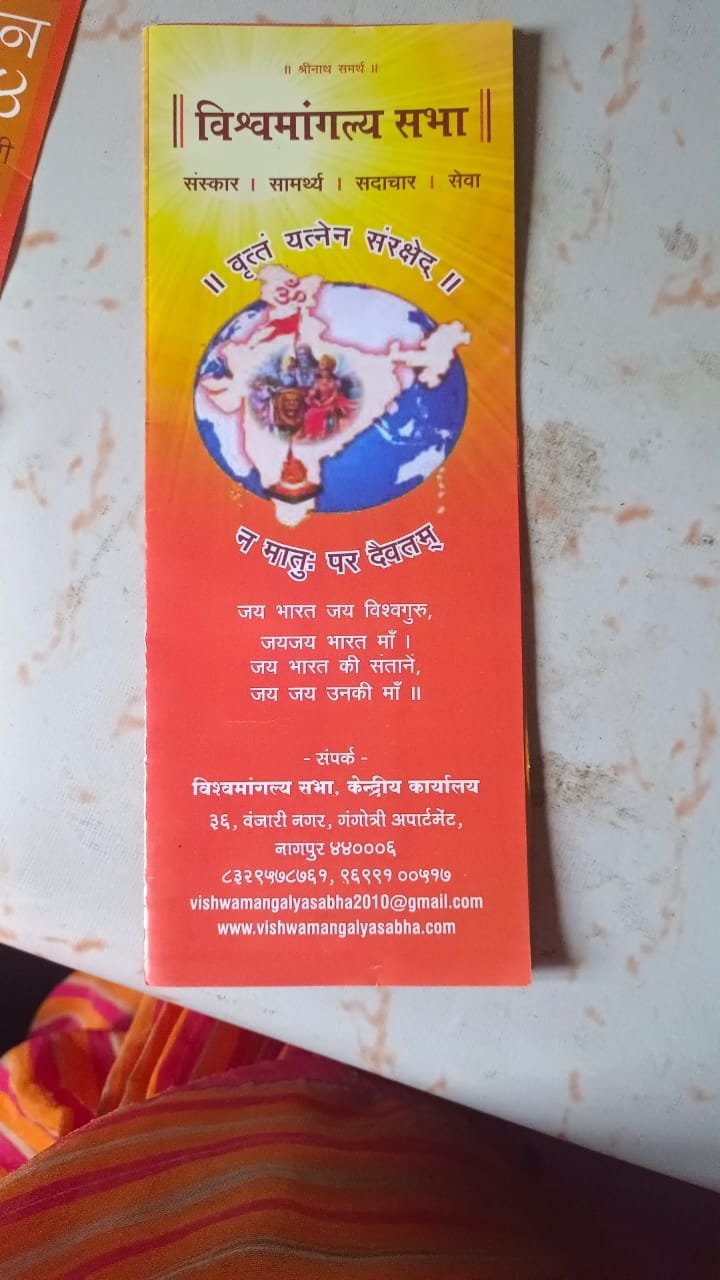 ॥ श्रीनाथ समर्थ ॥
॥ विश्वमांगल्य सभा ॥
संस्कार । सामर्थ्य । सदाचार । सेवा
॥ वृत्तं यत्नेन संरक्षेद् ॥
ॐ
न मातुः पर दैवतम्
जय भारत जय विश्वगुरु,
जयजय भारत माँ ।
जय भारत की संतानें,
जय जय उनकी माँ ॥
- संपर्क -
विश्वमांगल्य सभा, केन्द्रीय कार्यालय
३६, वंजारी नगर, गंगोत्री अपार्टमेंट,
नागपुर ४४०००६
८३२९५७८७६१, ९६९९१ ००५१७
vishwamangalyasabha2010@gmail.com
www.vishwamangalyasabha.com